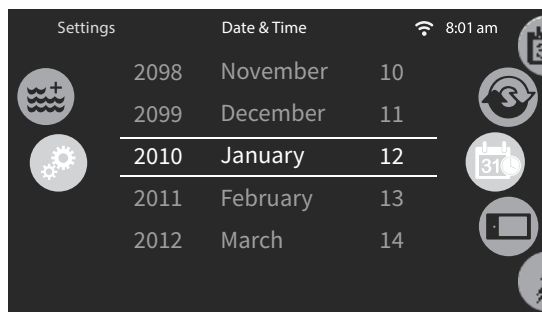 Settings Date & Time 8:01 am
2098 November 10
2099 December 11
2010 January 12
31
2011 February 13
2012 March 14